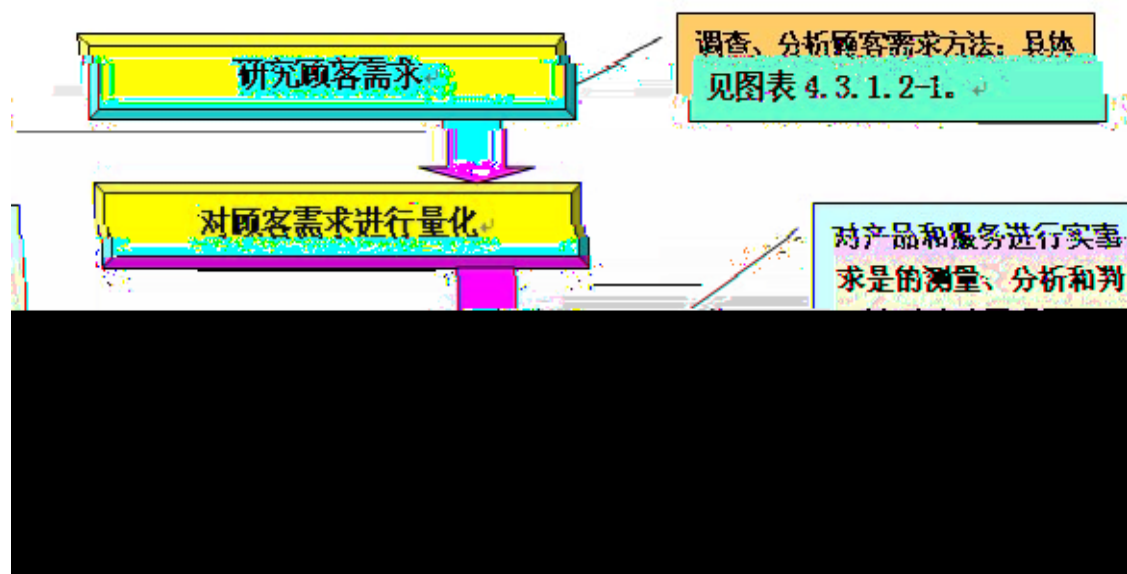 研究顾客需求
调查、分析顾客需求方法：具体
见图表 4.3.1.2-1。
对顾客需求进行量化
对产品和服务进行实事
求是的测量、分析和判